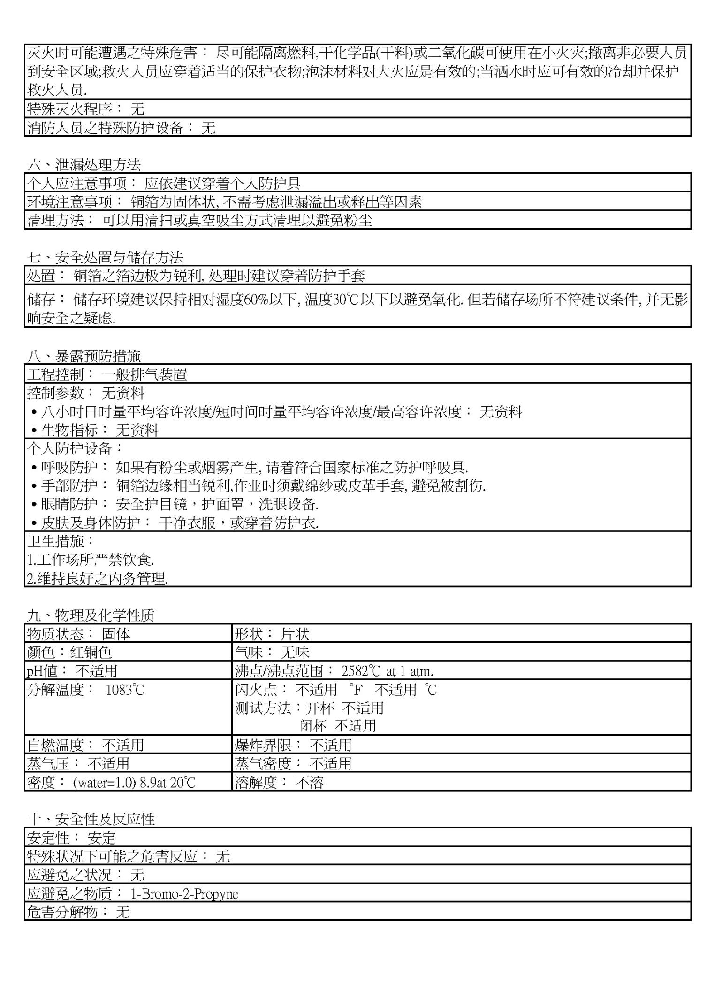 灭火时可能遭遇之特殊危害： 尽可能隔离燃料,干化学品(干料)或二氧化碳可使用在小火灾;撤离非必要人员
到安全区域;救火人员应穿着适当的保护衣物;泡沫材料对大火应是有效的;当洒水时应可有效的冷却并保护
救火人员.
特殊灭火程序： 无
消防人员之特殊防护设备： 无
六、泄漏处理方法
个人应注意事项： 应依建议穿着个人防护具
环境注意事项： 铜箔为固体状, 不需考虑泄漏溢出或释出等因素
清理方法： 可以用清扫或真空吸尘方式清理以避免粉尘
七、安全处置与储存方法
处置： 铜箔之箔边极为锐利, 处理时建议穿着防护手套
储存： 储存环境建议保持相对湿度60%以下, 温度30℃以下以避免氧化. 但若储存场所不符建议条件, 并无影
响安全之疑虑.
八、暴露预防措施
工程控制： 一般排气装置
控制参数： 无资料
•八小时日时量平均容许浓度/短时间时量平均容许浓度/最高容许浓度： 无资料
•生物指标： 无资料
个人防护设备：
•呼吸防护： 如果有粉尘或烟雾产生, 请着符合国家标准之防护呼吸具.
•手部防护： 铜箔边缘相当锐利,作业时须戴绵纱或皮革手套, 避免被割伤.
•眼睛防护： 安全护目镜，护面罩，洗眼设备.
•皮肤及身体防护： 干净衣服，或穿着防护衣.
卫生措施：
1.工作场所严禁饮食.
2.维持良好之内务管理.
九、物理及化学性质
物质状态： 固体 形状： 片状
顏色：红铜色 气味： 无味
pH値： 不适用 沸点/沸点范围： 2582℃ at 1 atm.
分解温度： 1083℃ 闪火点： 不适用 ℉ 不适用 ℃
测试方法：开杯 不适用
闭杯 不适用
自燃温度： 不适用 爆炸界限： 不适用
蒸气压： 不适用 蒸气密度： 不适用
密度： (water=1.0) 8.9at 20℃ 溶解度： 不溶
十、安全性及反应性
安定性： 安定
特殊状况下可能之危害反应： 无
应避免之状况： 无
应避免之物质： 1-Bromo-2-Propyne
危害分解物： 无